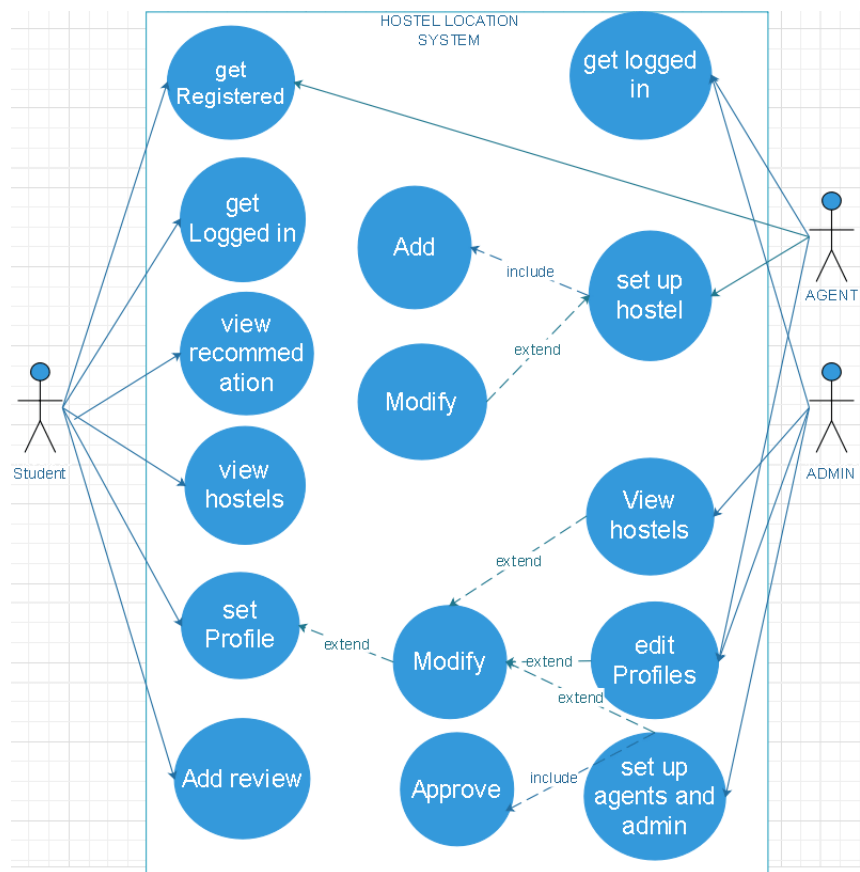 HOSTEL LOCATION
SYSTEM
get
Registered
get logged
in
get
Logged in
Add
include
set up
hostel
AGENT
view
recommed
ation
extend
Modify
Student
ADMIN
view
hostels
View
hostels
extend
set
Profile
extend
Modify
extend
edit
Profiles
extend
Add review
Approve
include
set up
agents and
admin